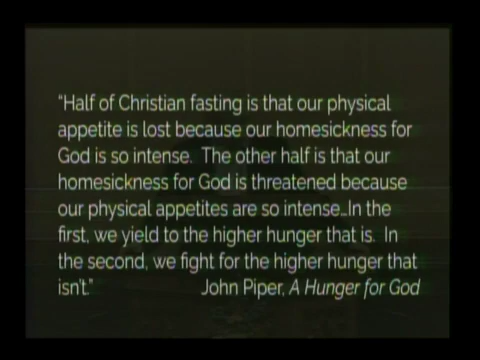 “Half of Christian fasting is that our physical
appetite is lost because our homesickness for
God is so intense.  The other half is that our
homesickness for God is threatened because
our physical appetites are so intense...In the
first, we yield to the higher hunger that is.  In
the second, we fight for the higher hunger that
isn’t.” John Piper, A Hunger for God